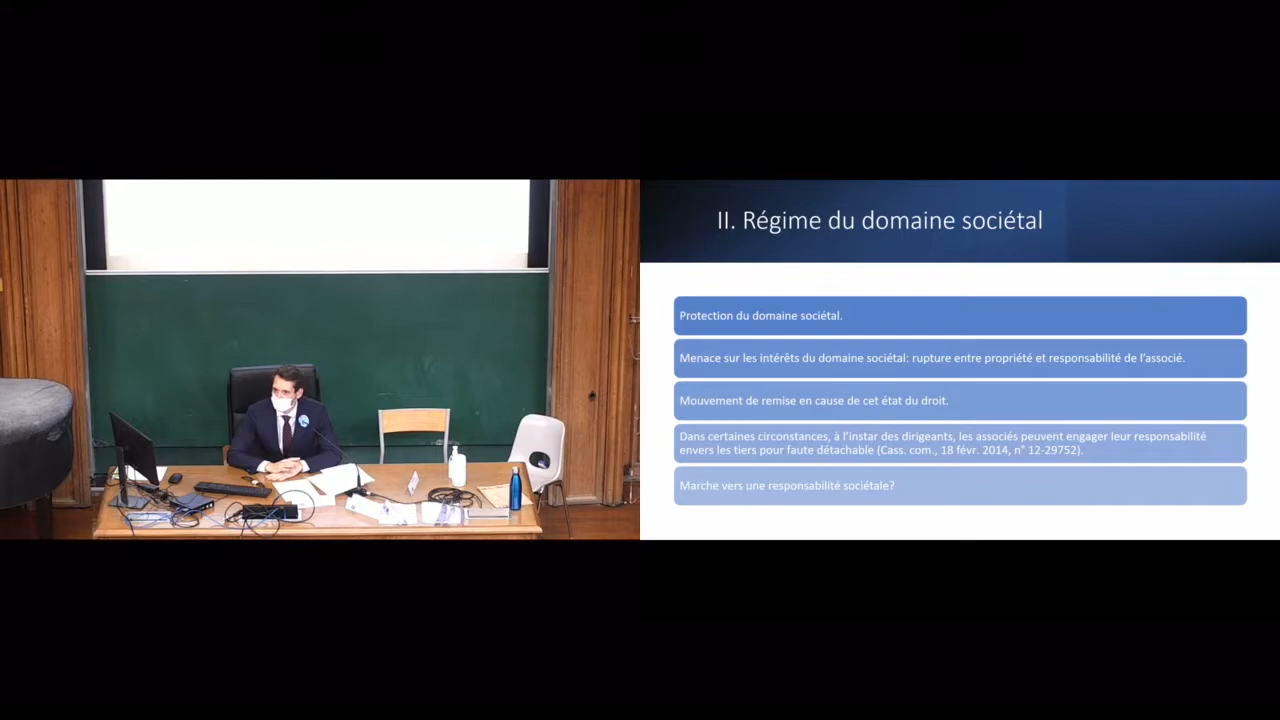 II. Régime du domaine sociétal
Protection du domaine sociétal.
Menace sur les intérêts du domaine sociétal: rupture entre propriété et responsabilité de l'associé.
Mouvement de remise en cause de cet état du droit.
Dans certaines circonstances, à l'instar des dirigeants, les associés peuvent engager leur responsabilité
envers les tiers pour faute détachable (Cass. com., 18 févr. 2014, n° 12-29752).
Marche vers une responsabilité sociétale?